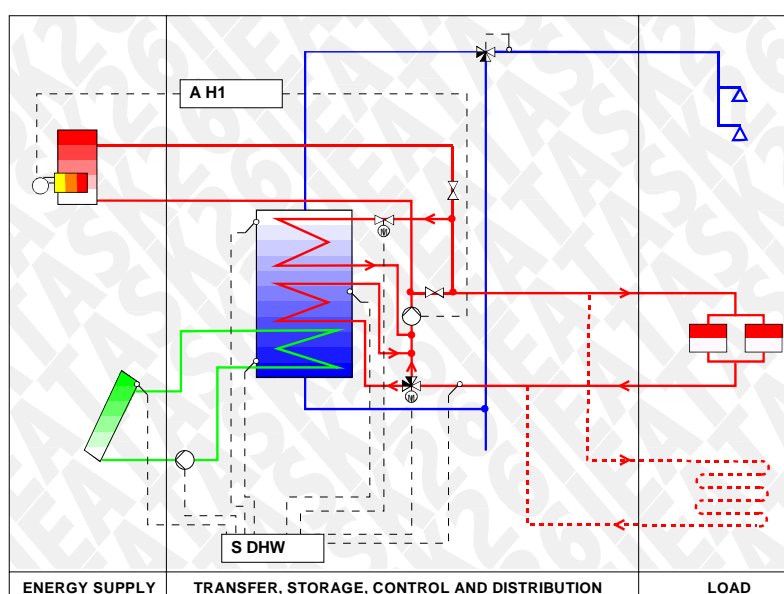 A H1
M
M
S DHW
ENERGY SUPPLY
TRANSFER, STORAGE, CONTROL AND DISTRIBUTION
LOAD